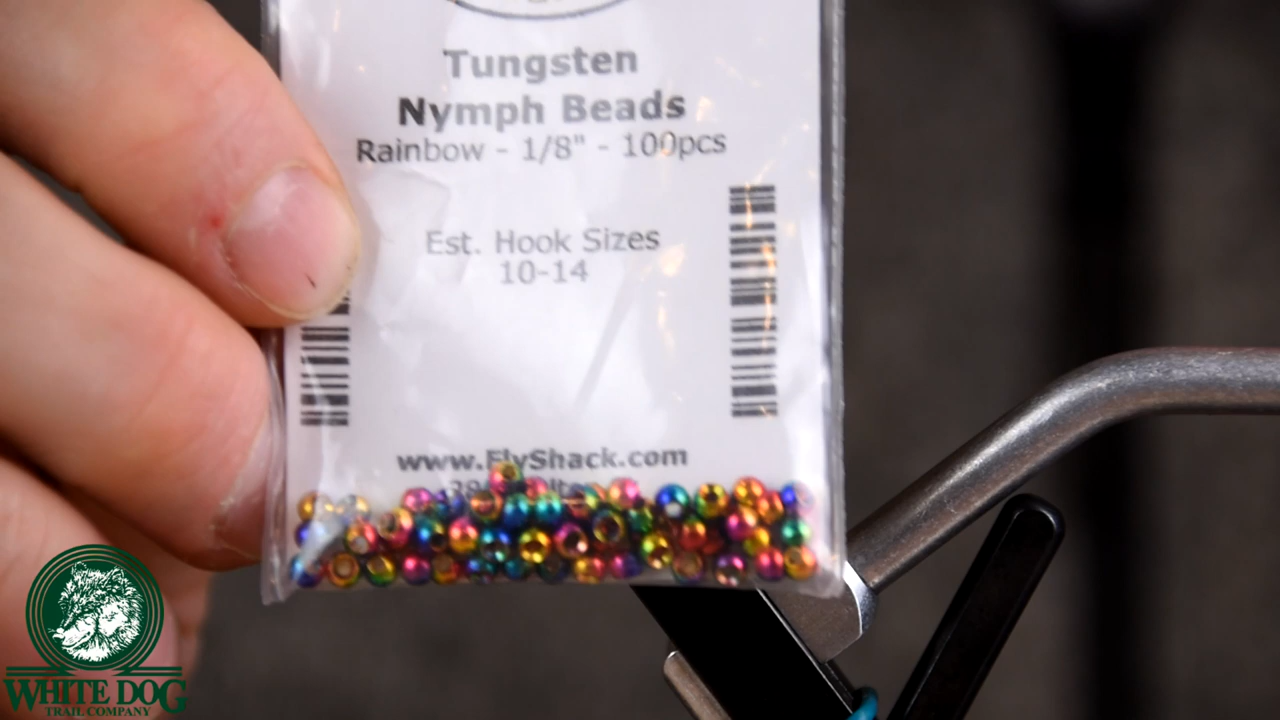 Tungsten
Nymph Beads
Rainbow - 1/8" - 100pcs
Est. Hook Sizes
10-14
www.FlyShack.com
WHITE DOG
TRAIL COMPANY